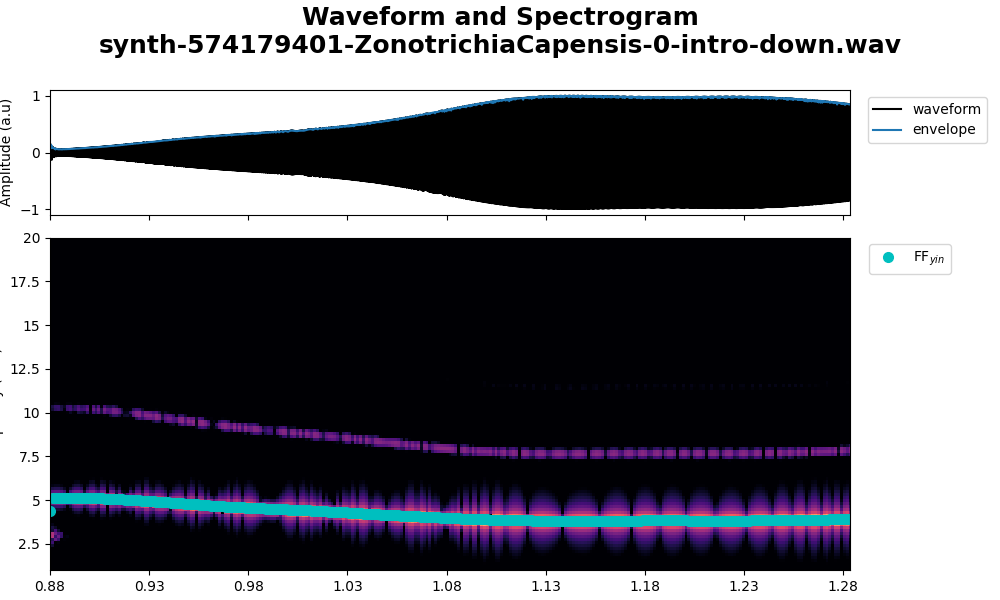 Waveform and Spectrogram
synth-574179401-ZonotrichiaCapensis-0-intro-down.wav
Amplitude (a.u)
1
0
−1
waveform
envelope
20
17.5
15
12.5
10
7.5
5
2.5
FF yin
0.88 0.93 0.98 1.03 1.08 1.13 1.18 1.23 1.28